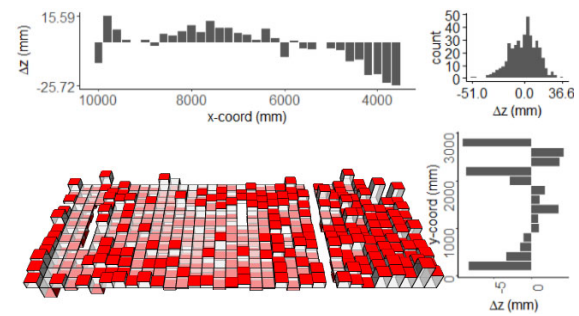 15.59
Δz (mm)
-25.72
10000 8000 6000 4000
x-coord (mm)
50
40
30
20
10
0
count
-51.0 0.0 36.6
Δz (mm)
3000
2000
1000
0
y-coord (mm)
-5 0
Δz (mm)